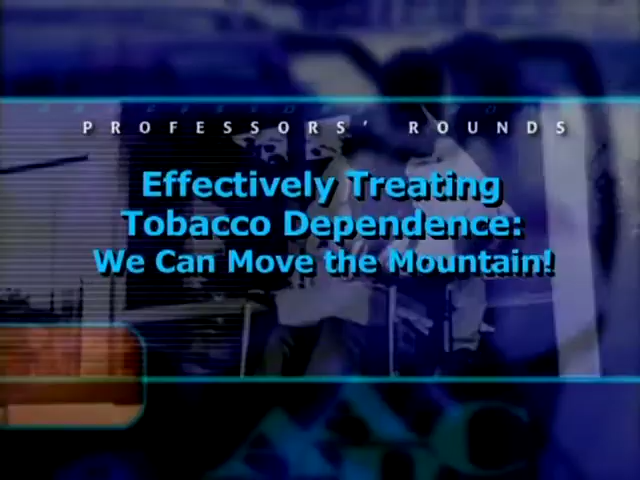 PROFESSORS' ROUNDS
Effectively Treating
Tobacco Dependence:
We Can Move the Mountain!